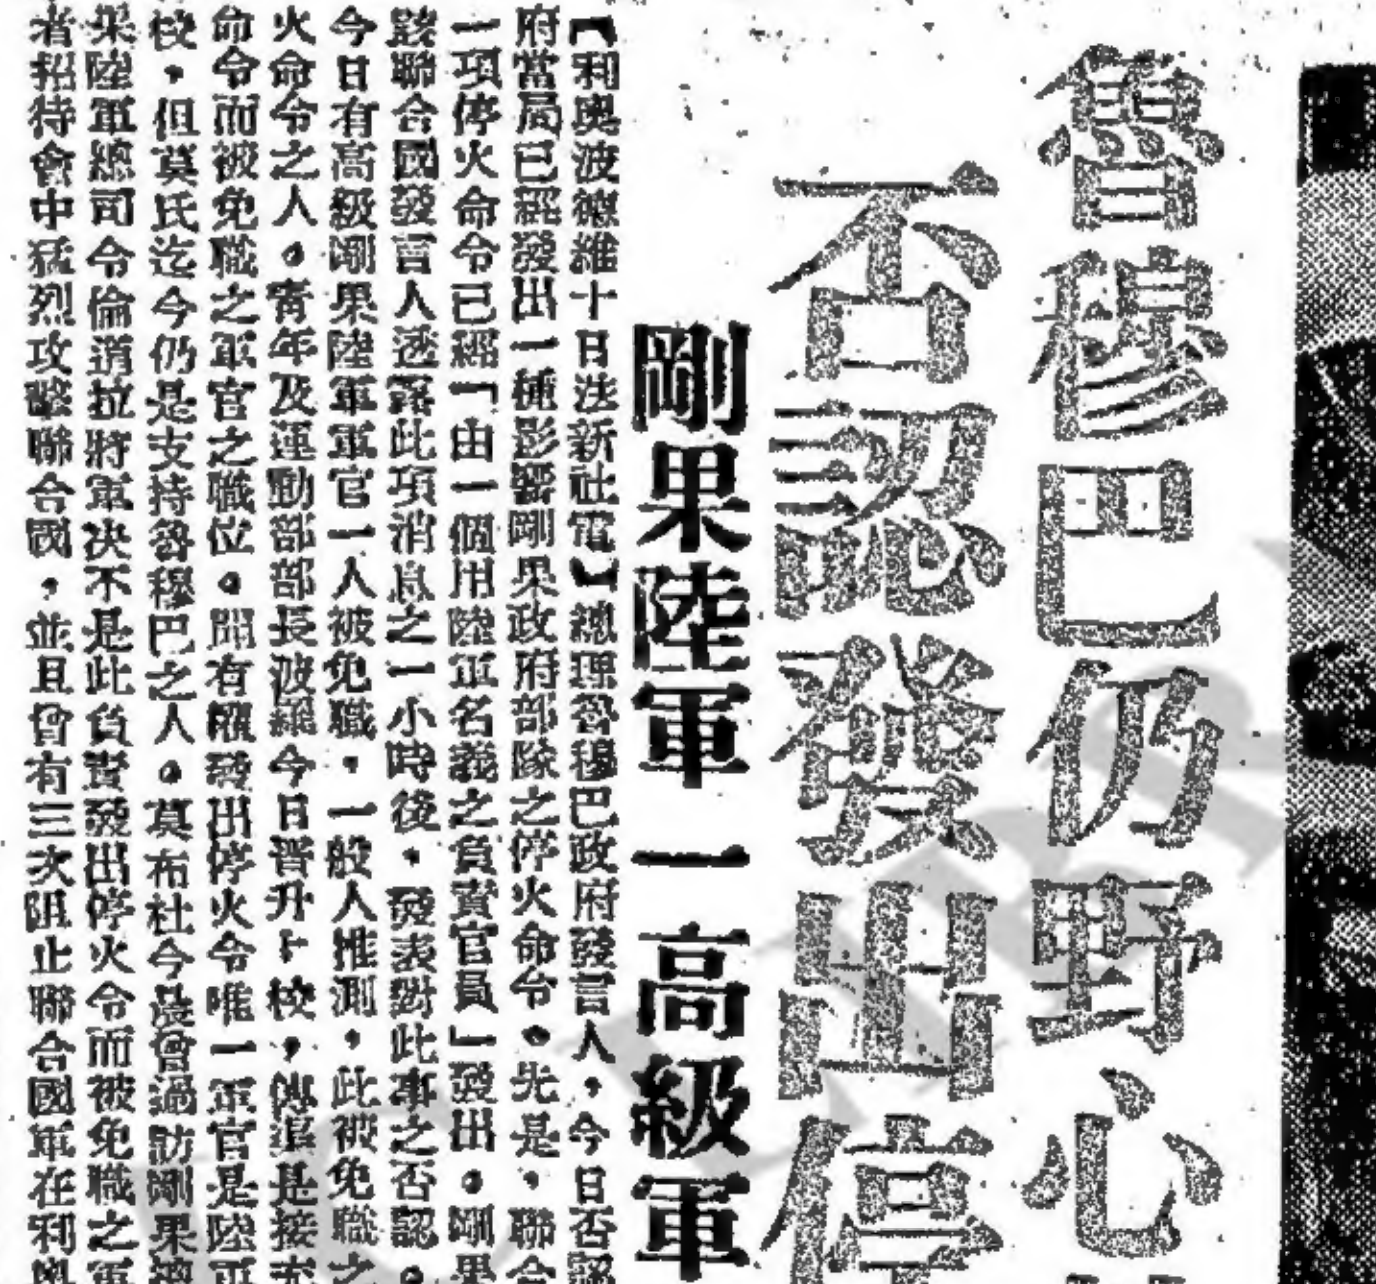 魯穆巴仍野心
否認發出停
剛果陸軍一高級軍
【利奧波德維十日法新社電】總理魯穆巴政府發言人,今日否認
府當局已經發出一種影響剛果政府部隊之停火命令。先是,聯合
一項停火命令已經「由一個用陸軍名義之負責官員」發出。剛果
該聯合國發言人透露此項消息之一小時後,發表對此事之否認。
今日有高級剛果陸軍軍官一人被免職,一般人推測,此被免職之
火命令之人。青年及運動部部長波羅今日晋升上校,傳這是接充
命令而被免職之軍官之職位。開有權發出停火令唯一軍官是陸軍
校,但莫氏迄今仍是支持魯穆巴之人。莫布杜今晨曾過訪剛果總
果陸軍總司令倫道拉將軍决不是此負責發出停火令而被免職之軍
者招待會中猛烈攻擊聯合國,並且曾有三次阻止聯合國軍在利奧